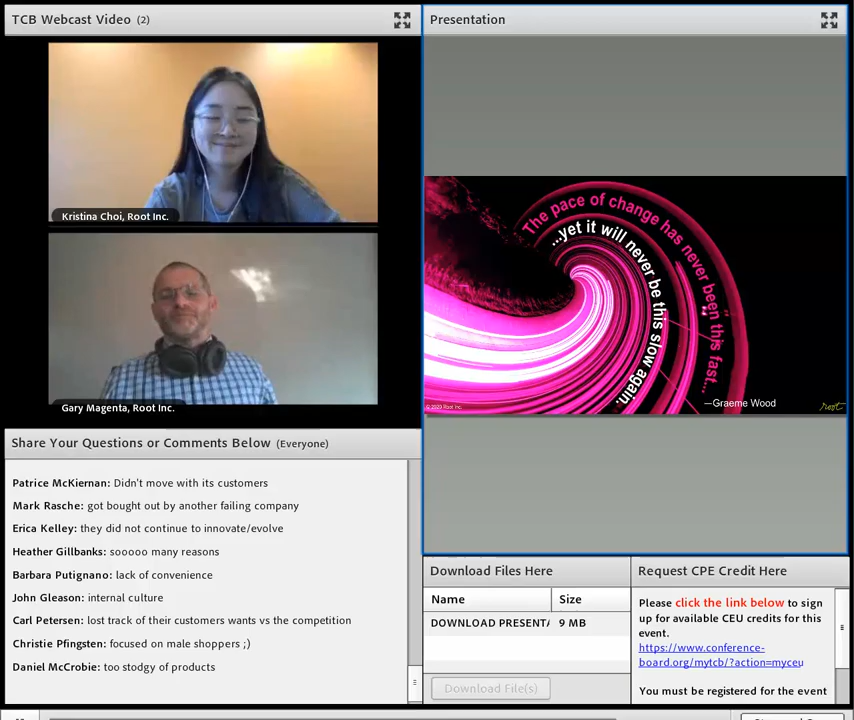 TCB Webcast Video (2)
Kristina Choi, Root Inc.
Gary Magenta, Root Inc.
Share Your Questions or Comments Below (Everyone)
Patrice McKiernan: Didn't move with its customers
Mark Rasche: got bought out by another failing company
Erica Kelley: they did not continue to innovate/evolve
Heather Gillbanks: sooooo many reasons
Barbara Putignano: lack of convenience
John Gleason: internal culture
Carl Petersen: lost track of their customers wants vs the competition
Christie Pfingsten: focused on male shoppers ;)
Daniel McCrobie: too stodgy of products
Presentation
The pace of change has never been this fast...
...yet it will never be this slow again.
—Graeme Wood
© 2020 Root Inc.
root
Download Files Here
Name Size
DOWNLOAD PRESENTA 9 MB
Download File(s)
Request CPE Credit Here
Please click the link below to sign
up for available CEU credits for this
event.
https://www.conference-
board.org/mytcb/?action=myceu
You must be registered for the event